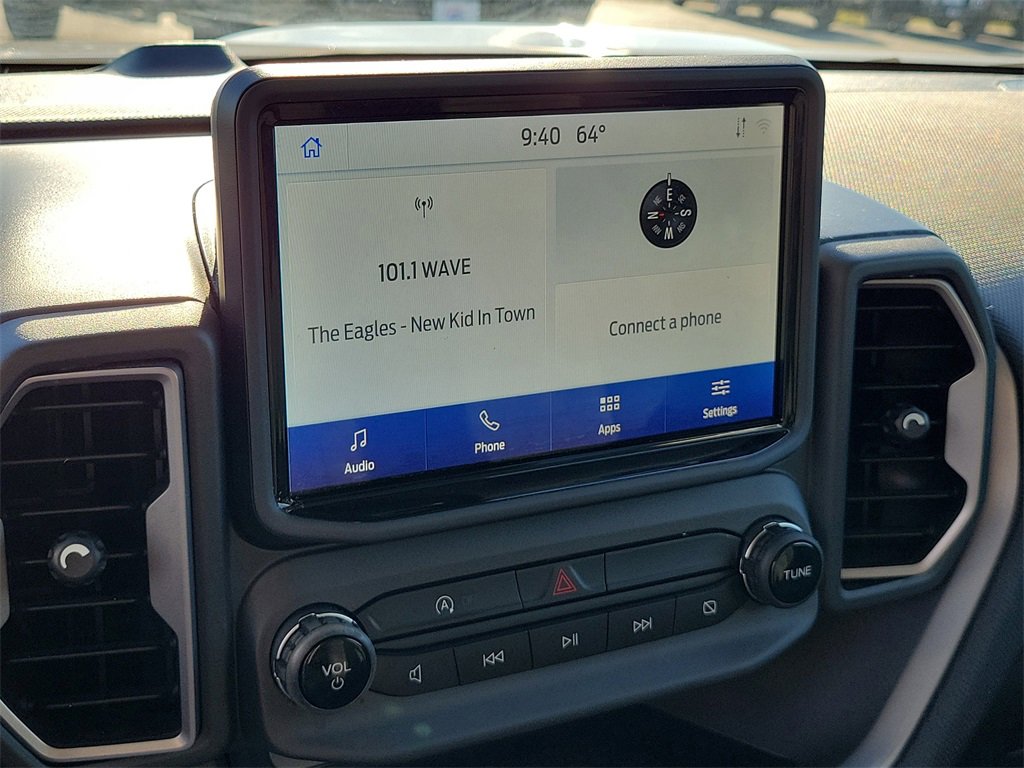 9:40 64°
101.1 WAVE
The Eagles - New Kid In Town
E
S
W
N
Connect a phone
Audio
Phone
Apps
Settings
A
VOL
TUNE